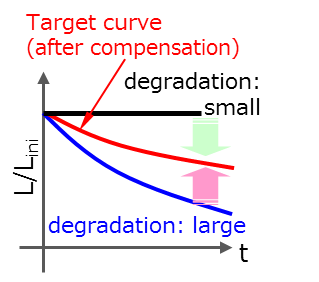 Target curve
(after compensation)
degradation:
small
L/Lini
degradation: large
t